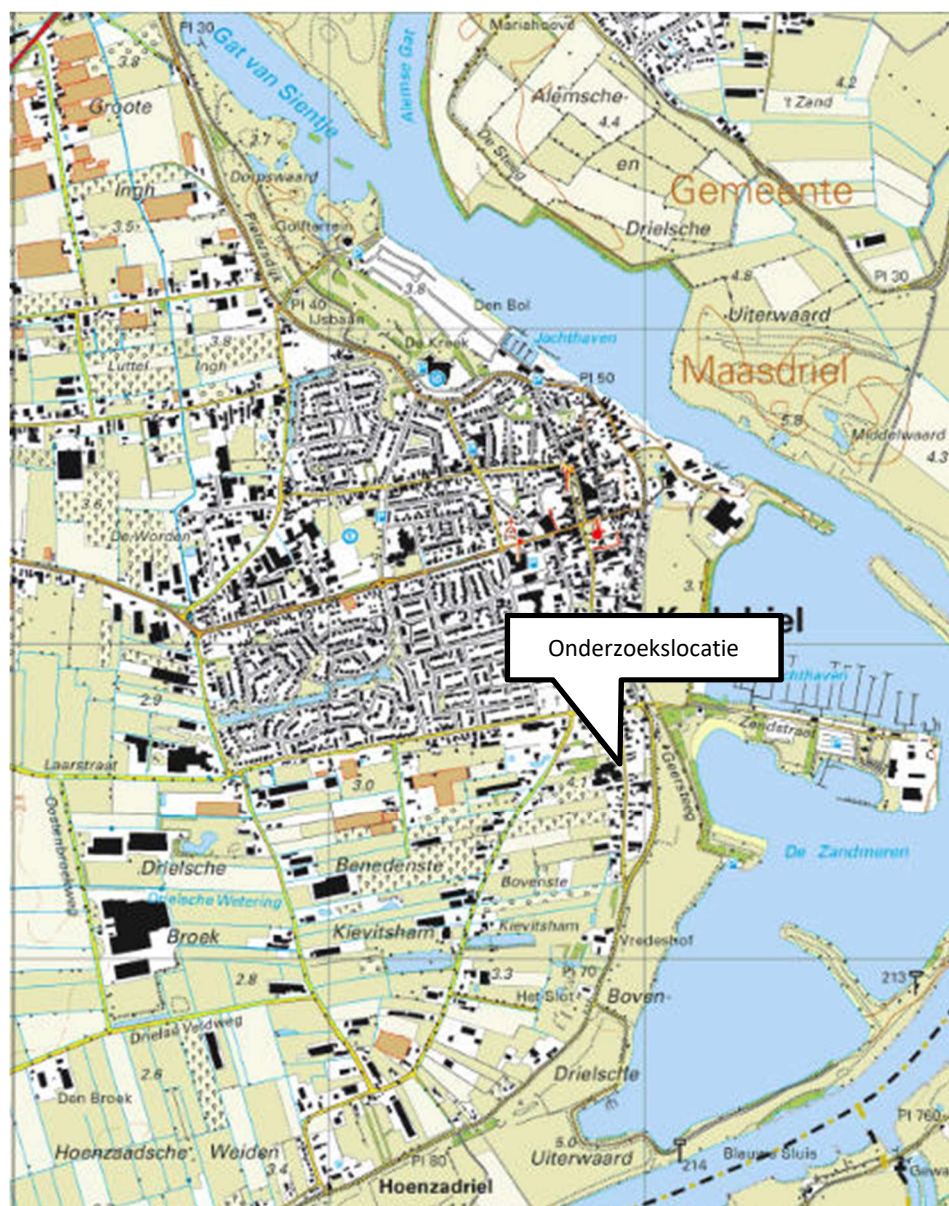 Pl 30
3.8
Gat van Sientje
Alemse Gat
Mariahoeve
4.2
't Zand
Groote
Alemsche-
4.4
De Steeg
en
Ingh
Dorpswaard
Gemeente
3.5
Golfterrein
Drielsche
Pieterdijk
3.8
Den Bol
4.8
Pl 30
Pl 40
IJsbaan
Uiterwaard
3.8
De Kreek
Jachthaven
Luttel
Ingh
Maasdriel
Pl 50
5.8
Middelwaard
4.3
3.6
De Worden
3.1
Onderzoekslocatie
2.9
Zandstraat
Laarstraat
3.0
4.1
Geersteeg
De Zandmeren
Drielsche
Benedenste
Bovenste
Drielsche Wetering
Broek
Kievitsham
Kievitsham
Vredeshof
2.8
3.3
Pl 70
213
Het Slot
Boven-
Drielse Veldweg
2.6
Drielsche
Den Broek
Pl 760
Hoenzaadsche Weiden
5.0
Uiterwaard
Blauwe Sluis
3.4
Pl 80
214
Hoenzadriel